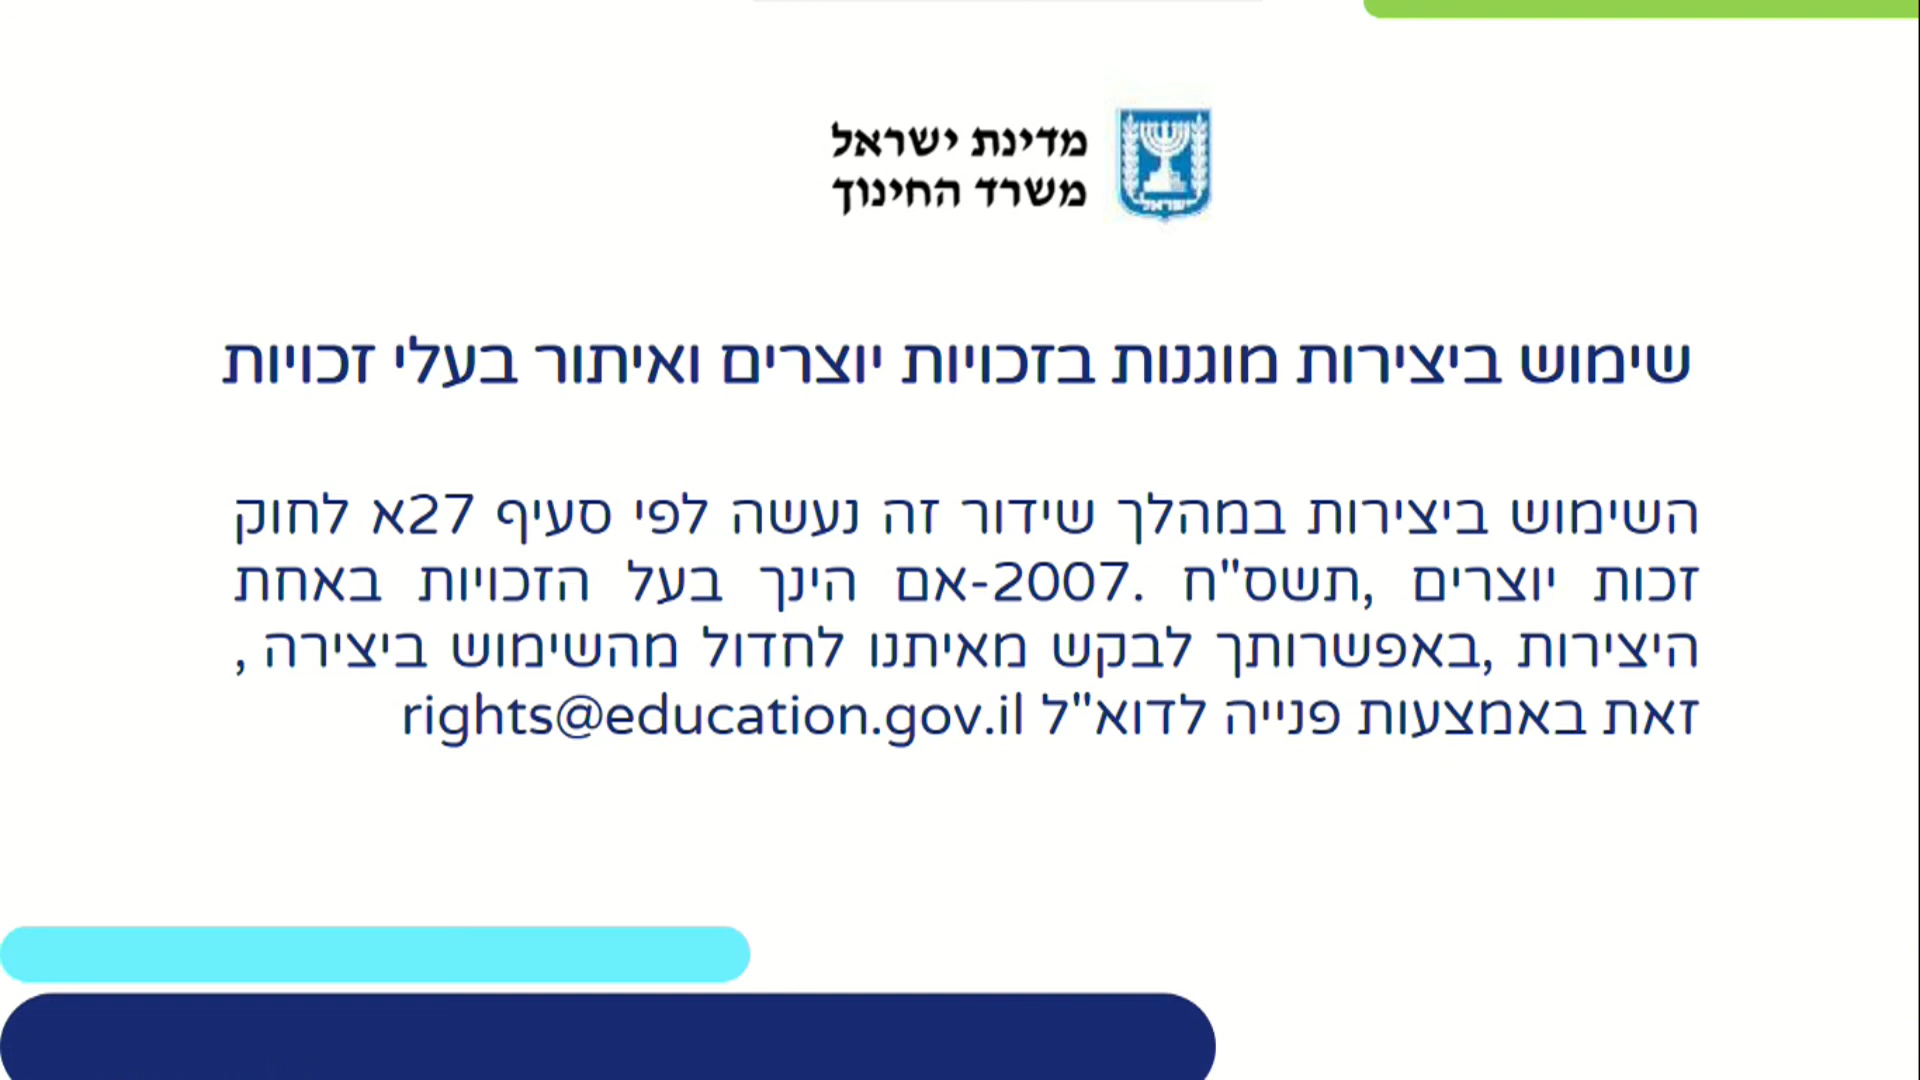 מדינת ישראל
משרד החינוך
ישראל
שימוש ביצירות מוגנות בזכויות יוצרים ואיתור בעלי זכויות
השימוש ביצירות במהלך שידור זה נעשה לפי סעיף 27א לחוק
זכות יוצרים ,תשס"ח .2007-אם הינך בעל הזכויות באחת
היצירות ,באפשרותך לבקש מאיתנו לחדול מהשימוש ביצירה ,
זאת באמצעות פנייה לדוא"ל rights@education.gov.il